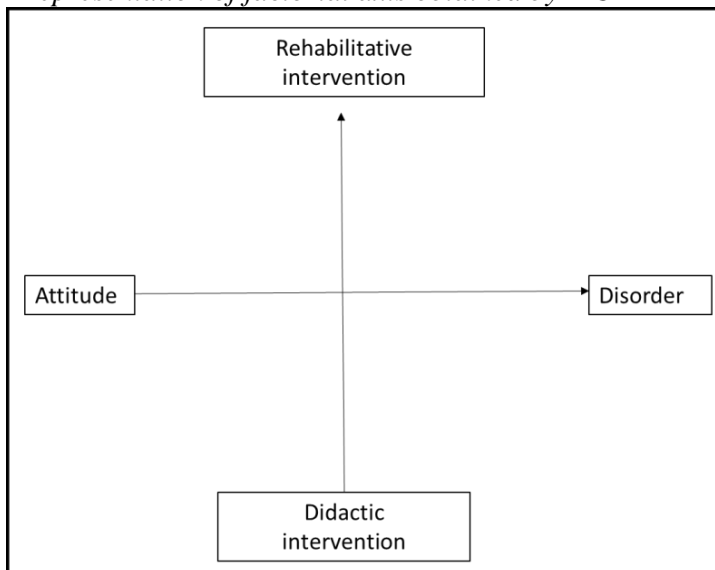 Rehabilitative
intervention
Attitude
Disorder
Didactic
intervention